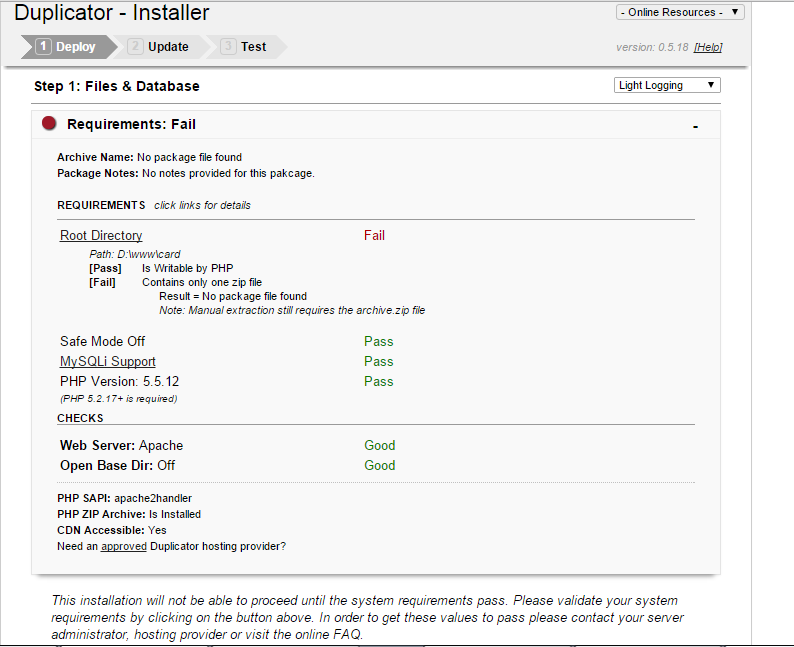 Duplicator - Installer
- Online Resources -
1 Deploy
2 Update
3 Test
version: 0.5.18 [Help]
Step 1: Files & Database
Light Logging
Requirements: Fail
-
Archive Name: No package file found
Package Notes: No notes provided for this pakcage.
REQUIREMENTS click links for details
Root Directory Fail
Path: D:\www\card
[Pass] Is Writable by PHP
[Fail] Contains only one zip file
Result = No package file found
Note: Manual extraction still requires the archive.zip file
Safe Mode Off Pass
MySQLi Support Pass
PHP Version: 5.5.12 Pass
(PHP 5.2.17+ is required)
CHECKS
Web Server: Apache Good
Open Base Dir: Off Good
PHP SAPI: apache2handler
PHP ZIP Archive: Is Installed
CDN Accessible: Yes
Need an approved Duplicator hosting provider?
This installation will not be able to proceed until the system requirements pass. Please validate your system
requirements by clicking on the button above. In order to get these values to pass please contact your server
administrator, hosting provider or visit the online FAQ.